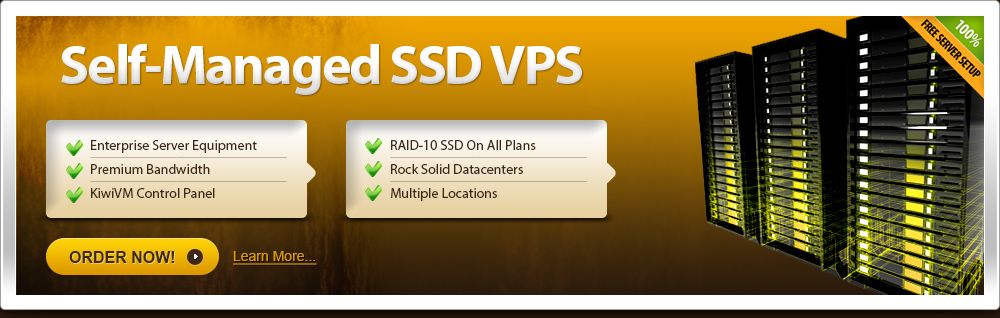 Self-Managed SSD VPS
100%
FREE SERVER SETUP
Enterprise Server Equipment
Premium Bandwidth
KiwiVM Control Panel
RAID-10 SSD On All Plans
Rock Solid Datacenters
Multiple Locations
ORDER NOW!
Learn More...